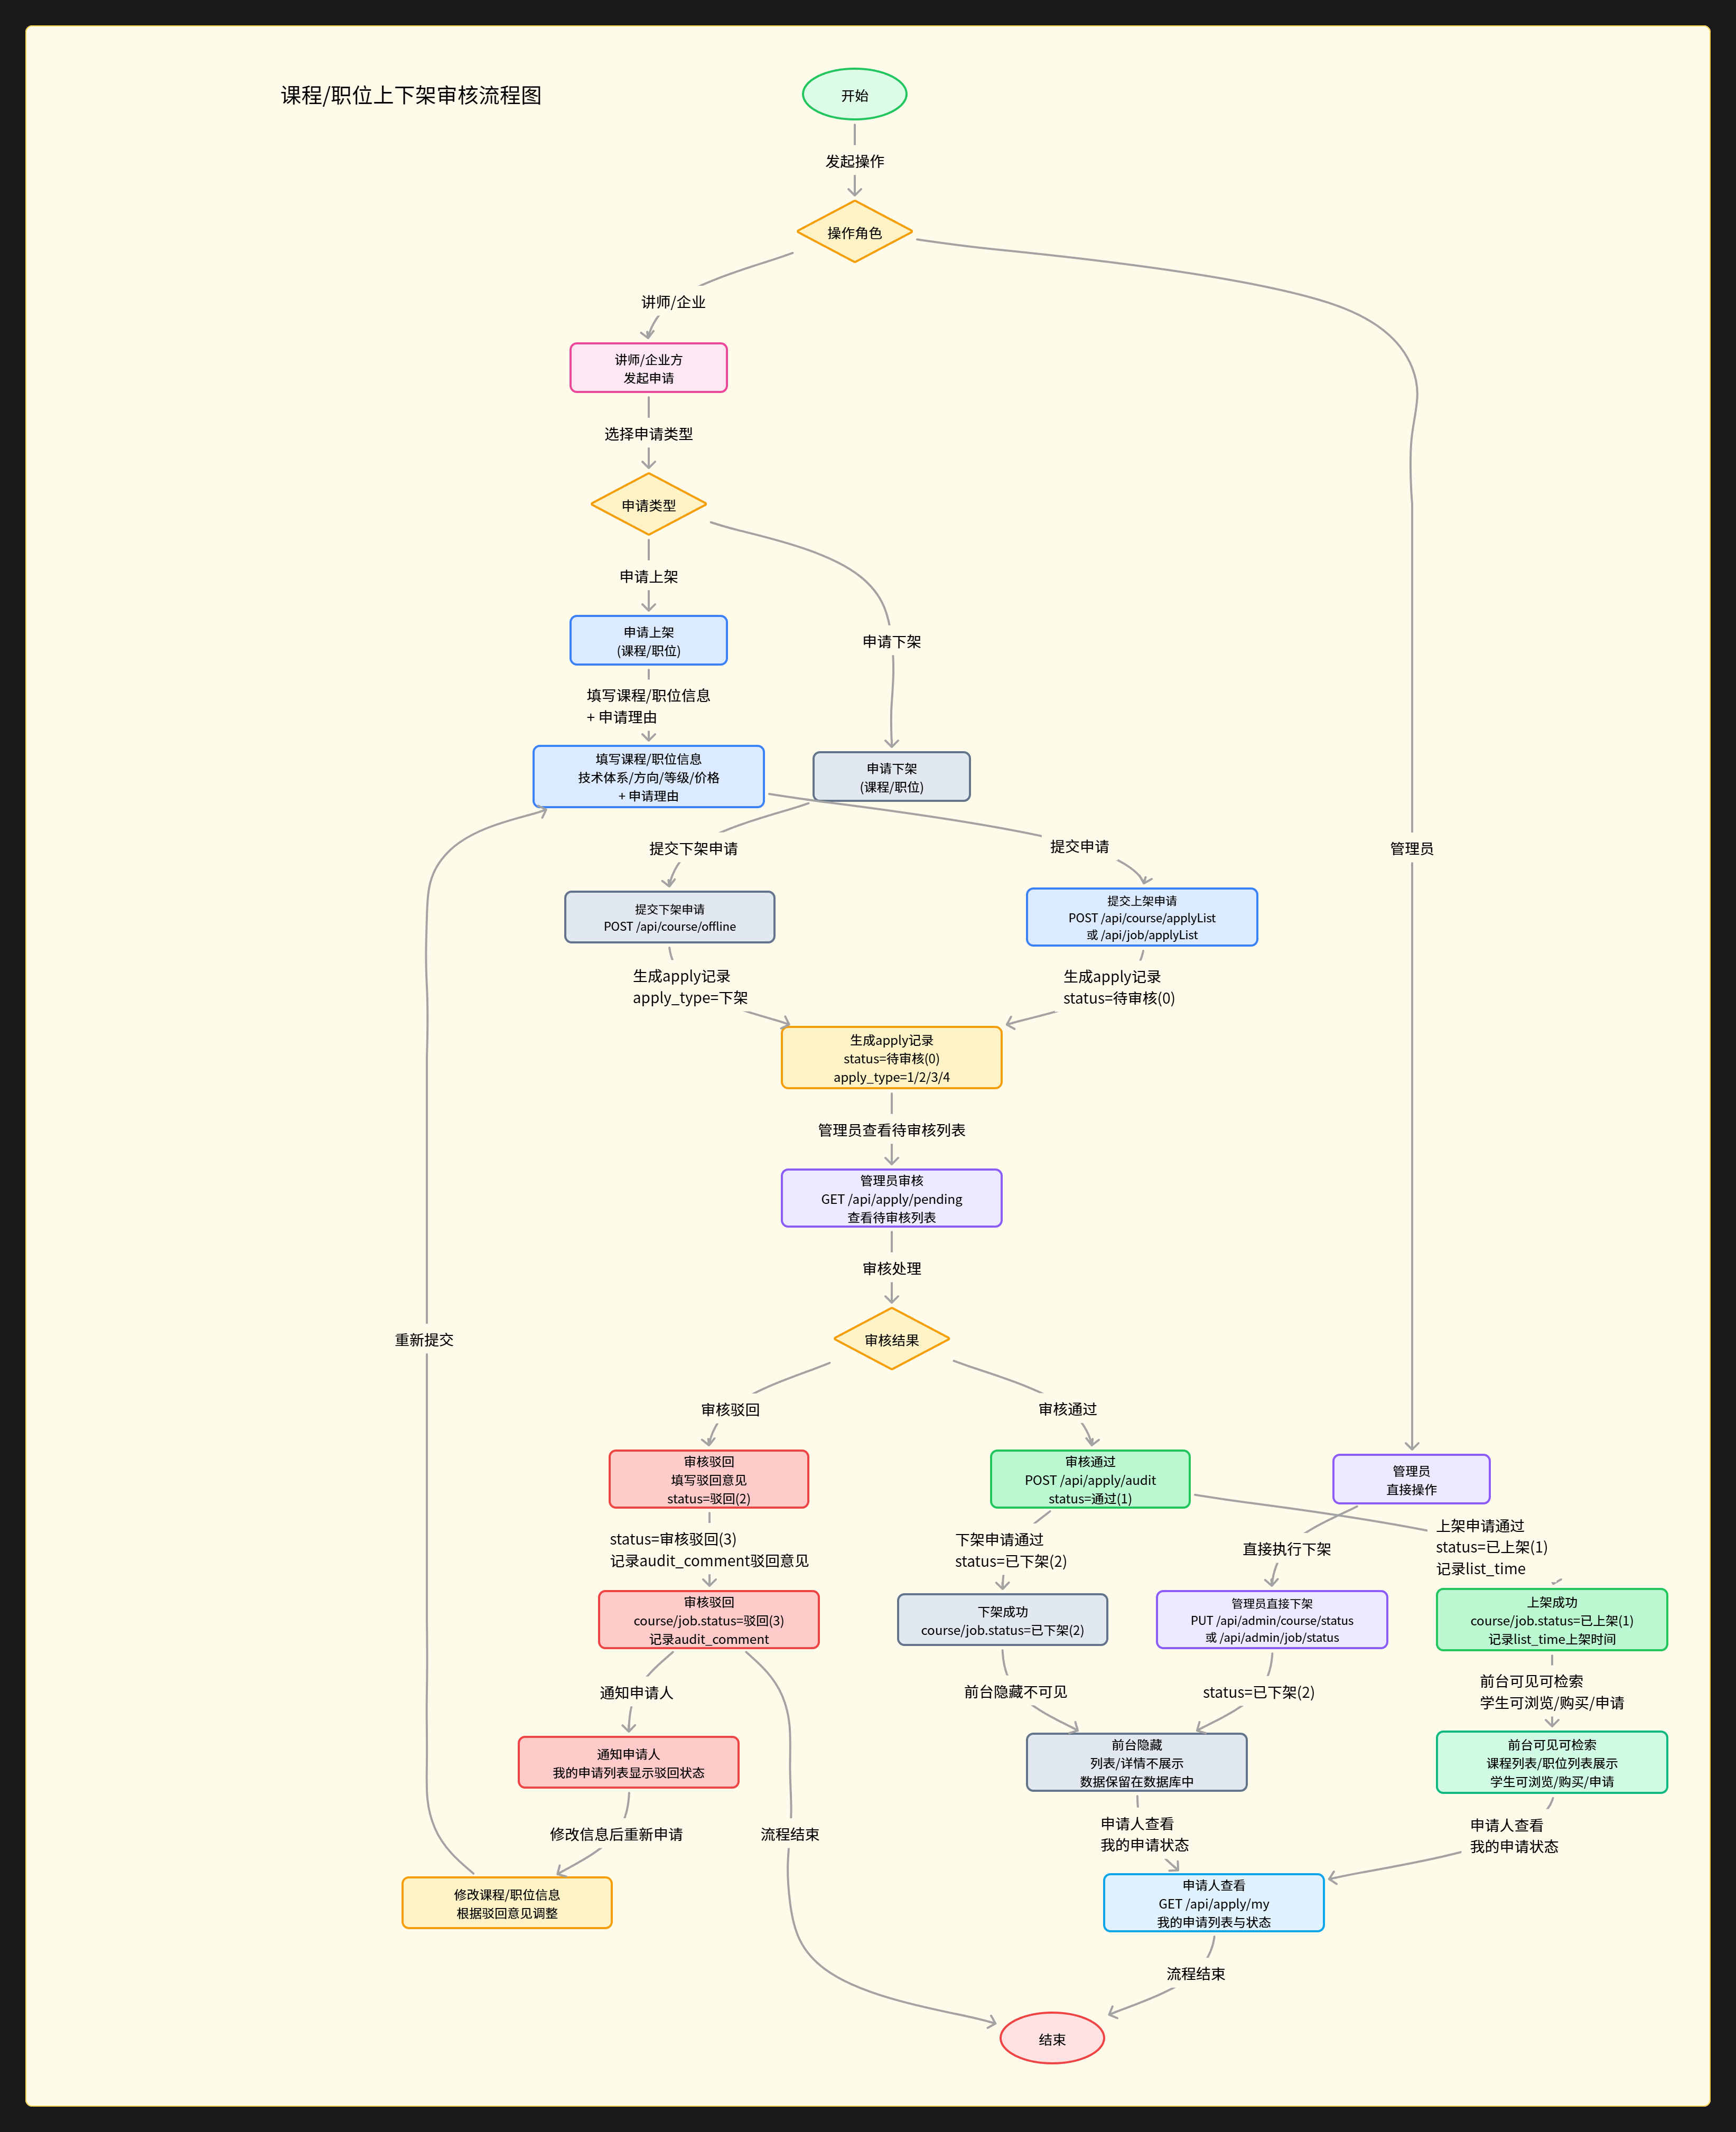 课程/职位上下架审核流程图
开始
发起操作
操作角色
讲师/企业
讲师/企业方
发起申请
选择申请类型
申请类型
申请上架
申请上架
(课程/职位)
申请下架
填写课程/职位信息
+ 申请理由
填写课程/职位信息
技术体系/方向/等级/价格
+ 申请理由
申请下架
(课程/职位)
提交下架申请
提交申请
管理员
提交下架申请
POST /api/course/offline
提交上架申请
POST /api/course/applyList
或 /api/job/applyList
生成apply记录
apply_type=下架
生成apply记录
status=待审核(0)
生成apply记录
status=待审核(0)
apply_type=1/2/3/4
管理员查看待审核列表
管理员审核
GET /api/apply/pending
查看待审核列表
审核处理
审核结果
重新提交
审核驳回
审核通过
审核驳回
填写驳回意见
status=驳回(2)
审核通过
POST /api/apply/audit
status=通过(1)
管理员
直接操作
status=审核驳回(3)
记录audit_comment驳回意见
下架申请通过
status=已下架(2)
直接执行下架
上架申请通过
status=已上架(1)
记录list_time
审核驳回
course/job.status=驳回(3)
记录audit_comment
下架成功
course/job.status=已下架(2)
管理员直接下架
PUT /api/admin/course/status
或 /api/admin/job/status
上架成功
course/job.status=已上架(1)
记录list_time上架时间
通知申请人
前台隐藏不可见
status=已下架(2)
前台可见可检索
学生可浏览/购买/申请
通知申请人
我的申请列表显示驳回状态
前台隐藏
列表/详情不展示
数据保留在数据库中
前台可见可检索
课程列表/职位列表展示
学生可浏览/购买/申请
修改信息后重新申请
流程结束
申请人查看
我的申请状态
申请人查看
我的申请状态
修改课程/职位信息
根据驳回意见调整
申请人查看
GET /api/apply/my
我的申请列表与状态
流程结束
结束